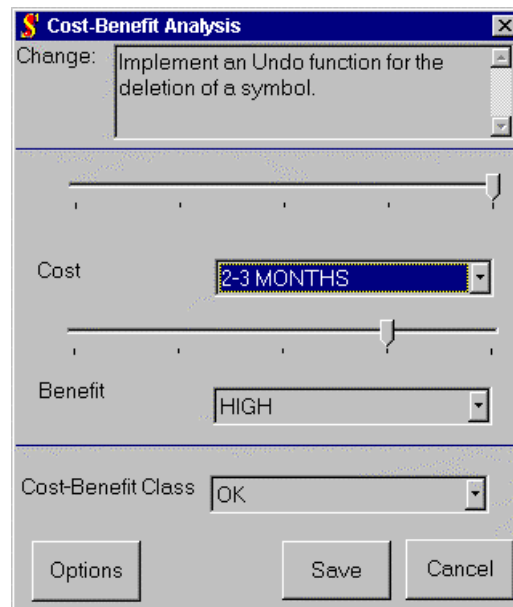 Cost-Benefit Analysis
Change:
Implement an Undo function for the
deletion of a symbol.
Cost
2-3 MONTHS
Benefit
HIGH
Cost-Benefit Class
OK
Options
Save
Cancel